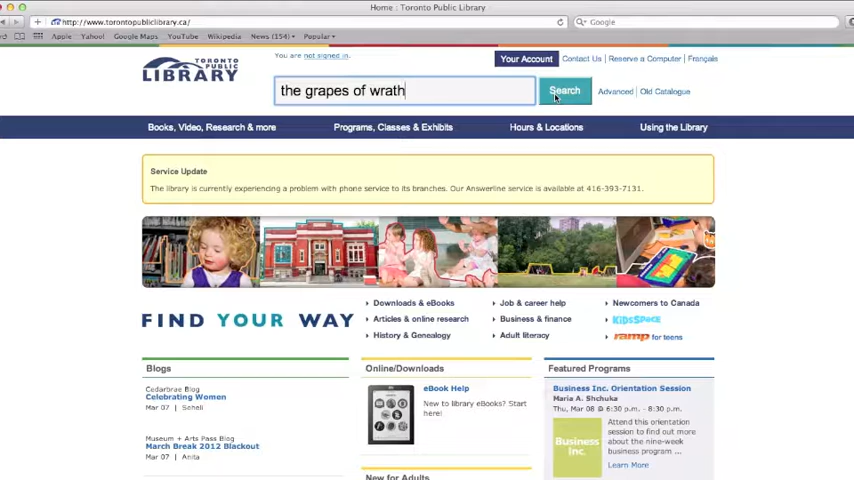 Home : Toronto Public Library
http://www.torontopubliclibrary.ca/
Google
Apple Yahoo! Google Maps YouTube Wikipedia News (154) Popular
TORONTO PUBLIC LIBRARY
You are not signed in.
Your Account Contact Us | Reserve a Computer | Français
the grapes of wrath
Search
Advanced | Old Catalogue
Books, Video, Research & more Programs, Classes & Exhibits Hours & Locations Using the Library
Service Update
The library is currently experiencing a problem with phone service to its branches. Our Answerline service is available at 416-393-7131.
FIND YOUR WAY
Downloads & eBooks
Articles & online research
History & Genealogy
Job & career help
Business & finance
Adult literacy
Newcomers to Canada
KidsSpace
ramp for teens
Blogs
Cedarbrae Blog
Celebrating Women
Mar 07 | Soheli
Museum + Arts Pass Blog
March Break 2012 Blackout
Mar 07 | Anita
Online/Downloads
eBook Help
New to library eBooks? Start
here!
New for Adults
Featured Programs
Business Inc. Orientation Session
Maria A. Shchuka
Thu, Mar 08 @ 6:30 p.m. - 8:30 p.m.
Business
Inc.
Attend this orientation
session to find out more
about the nine-week
business program ...
Learn More